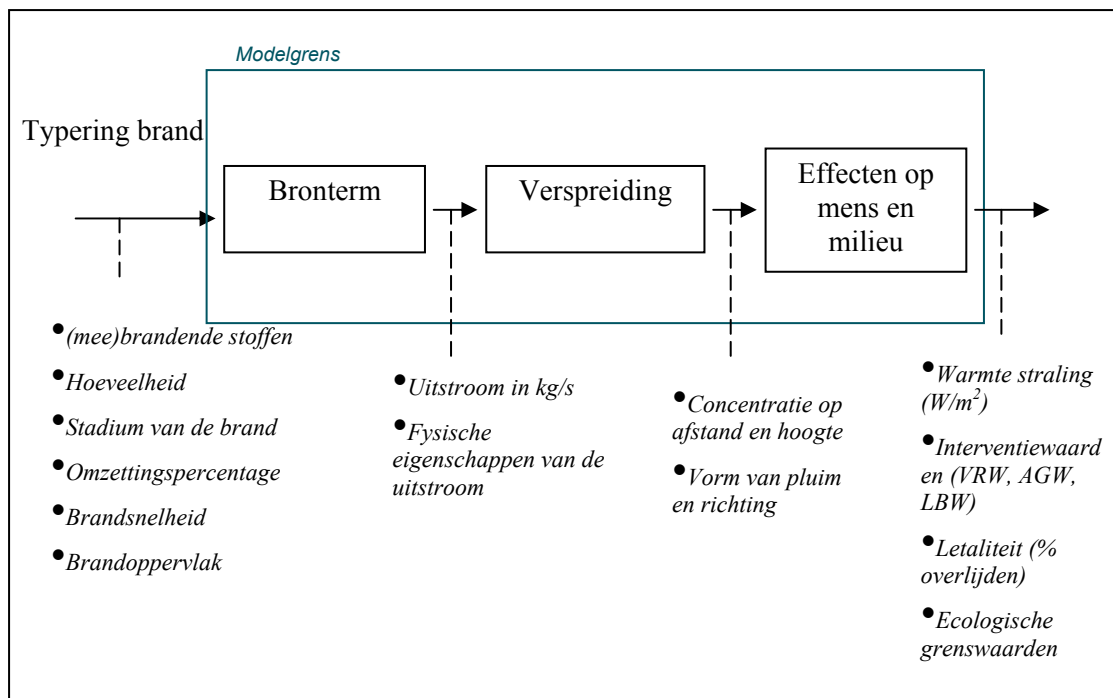 Modelgrens
Typering brand
Bronterm
Verspreiding
Effecten op
mens en
milieu
•(mee)brandende stoffen
•Hoeveelheid
•Stadium van de brand
•Omzettingspercentage
•Brandsnelheid
•Brandoppervlak
•Uitstroom in kg/s
•Fysische
eigenschappen van de
uitstroom
•Concentratie op
afstand en hoogte
•Vorm van pluim
en richting
•Warmte straling
(W/m²)
•Interventiewaard
en (VRW, AGW,
LBW)
•Letaliteit (%
overlijden)
•Ecologische
grenswaarden